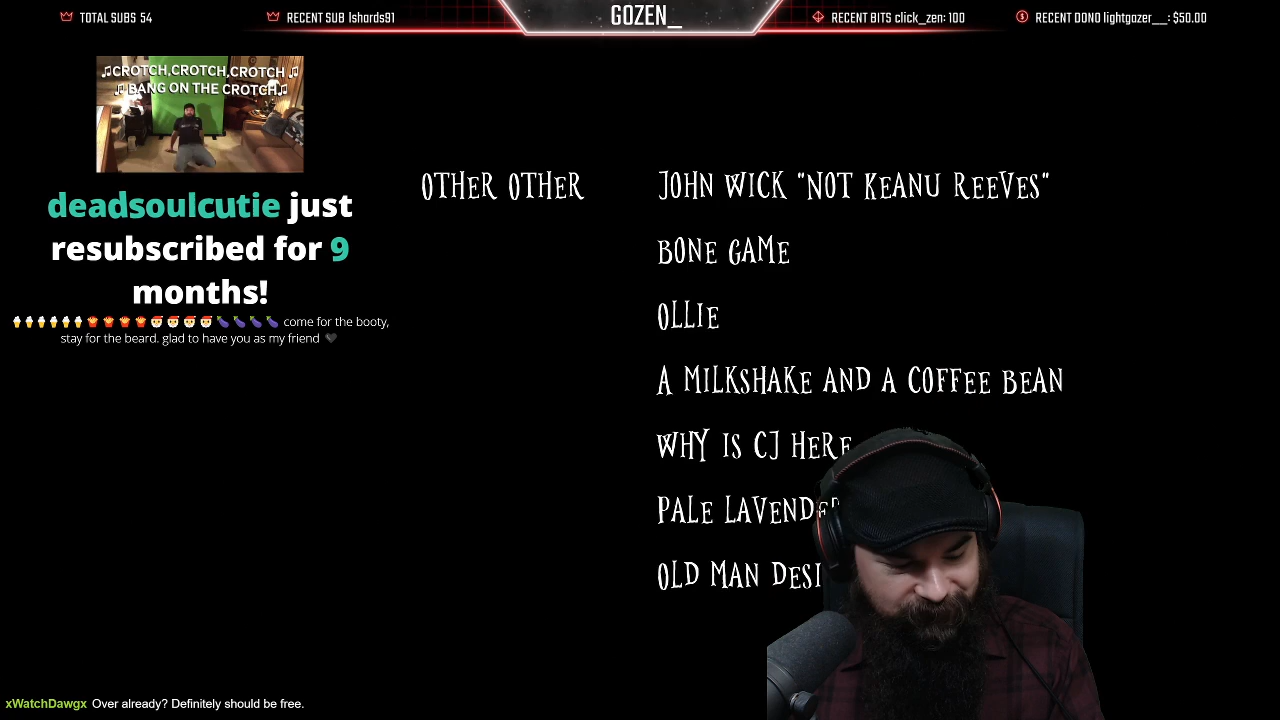 TOTAL SUBS 54
RECENT SUB lshords91
GOZEN_
RECENT BITS click_zen: 100
RECENT DONO lightgozer__: $50.00
♫CROTCH,CROTCH,CROTCH ♫
♫ BANG ON THE CROTCH♫
deadsoulcutie just
resubscribed for 9
months!
🍦🍦🍦🍦🍦🍦🍟🍟🍟🍟🎅🎅🎅🎅🍆🍆🍆🍆 come for the booty,
stay for the beard. glad to have you as my friend 🖤
OTHER OTHER
JOHN WICK "NOT KEANU REEVES"
BONE GAME
OLLIE
A MILKSHAKE AND A COFFEE BEAN
WHY IS CJ HERE
PALE LAVENDER
OLD MAN DESI
xWatchDawgx Over already? Definitely should be free.